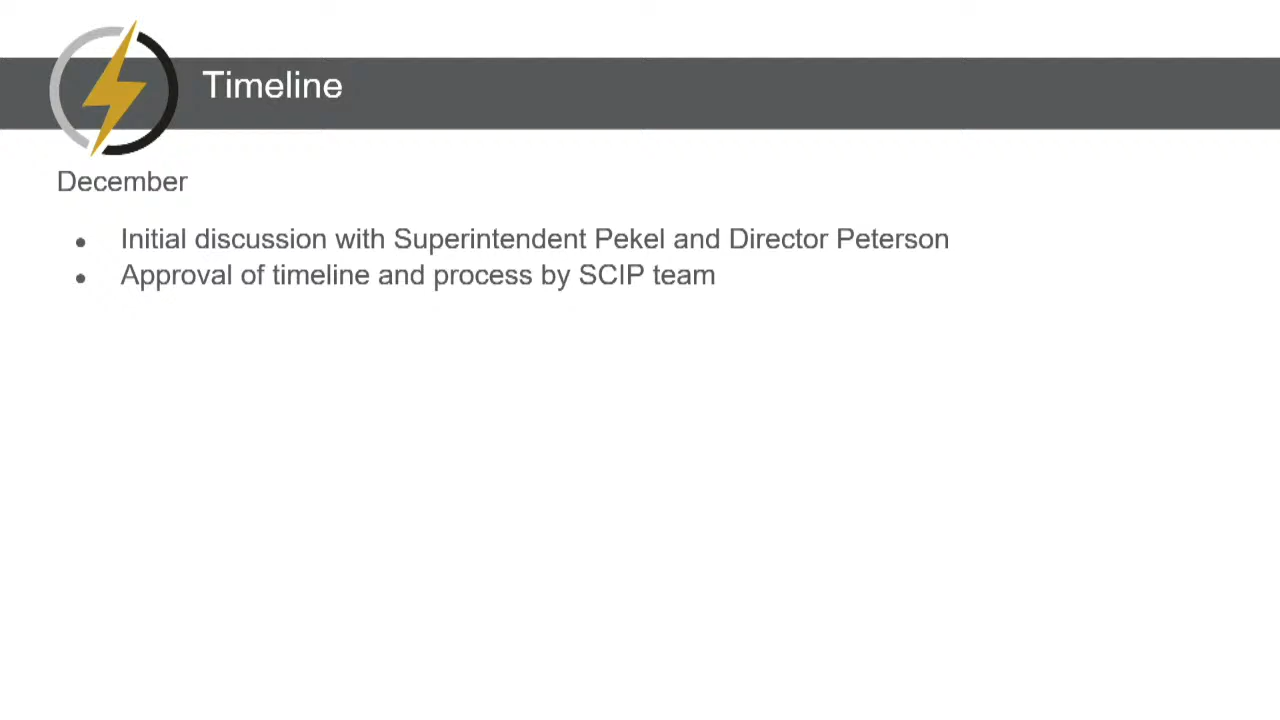 Timeline
December
● Initial discussion with Superintendent Pekel and Director Peterson
● Approval of timeline and process by SCIP team